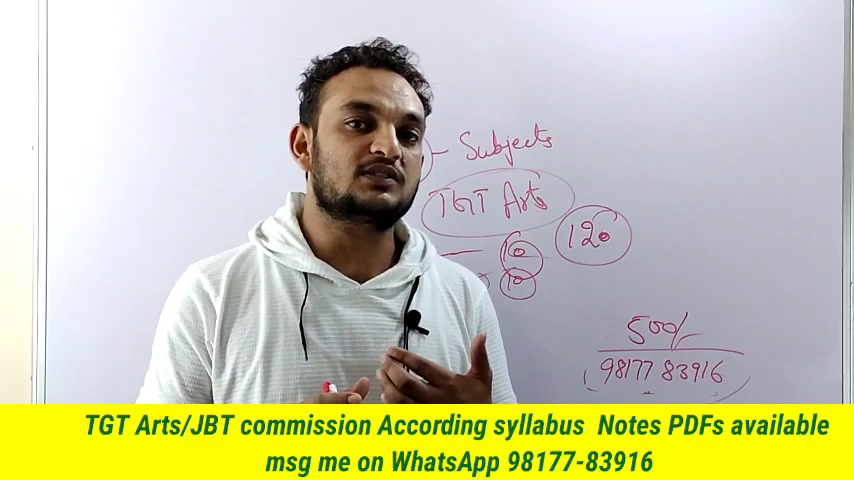 Subjects
TGT Arts
120
10
10
500/-
98177 83916
TGT Arts/JBT commission According syllabus Notes PDFs available
msg me on WhatsApp 98177-83916